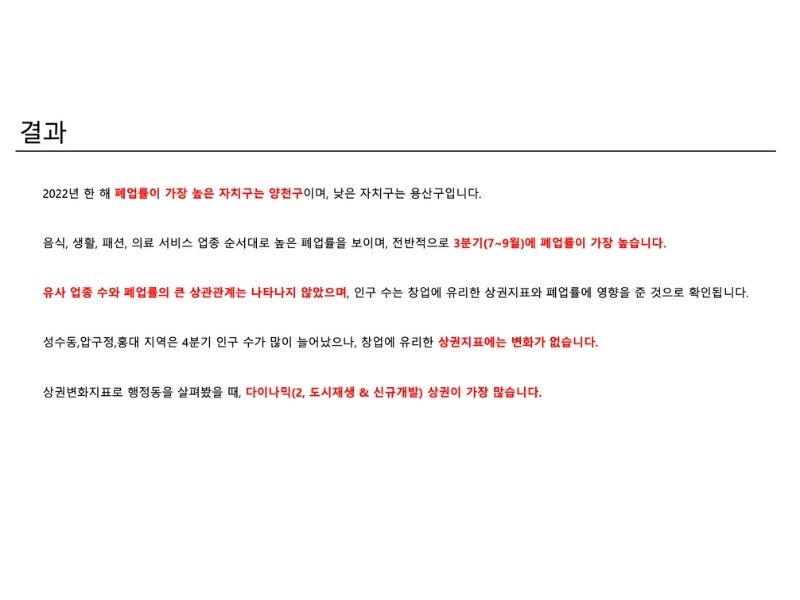 결과
2022년 한 해 폐업률이 가장 높은 자치구는 양천구이며, 낮은 자치구는 용산구입니다.
음식, 생활, 패션, 의료 서비스 업종 순서대로 높은 폐업률을 보이며, 전반적으로 3분기(7~9월)에 폐업률이 가장 높습니다.
유사 업종 수와 폐업률의 큰 상관관계는 나타나지 않았으며, 인구 수는 창업에 유리한 상권지표와 폐업률에 영향을 준 것으로 확인됩니다.
성수동,압구정,홍대 지역은 4분기 인구 수가 많이 늘어났으나, 창업에 유리한 상권지표에는 변화가 없습니다.
상권변화지표로 행정동을 살펴봤을 때, 다이나믹(2, 도시재생 & 신규개발) 상권이 가장 많습니다.